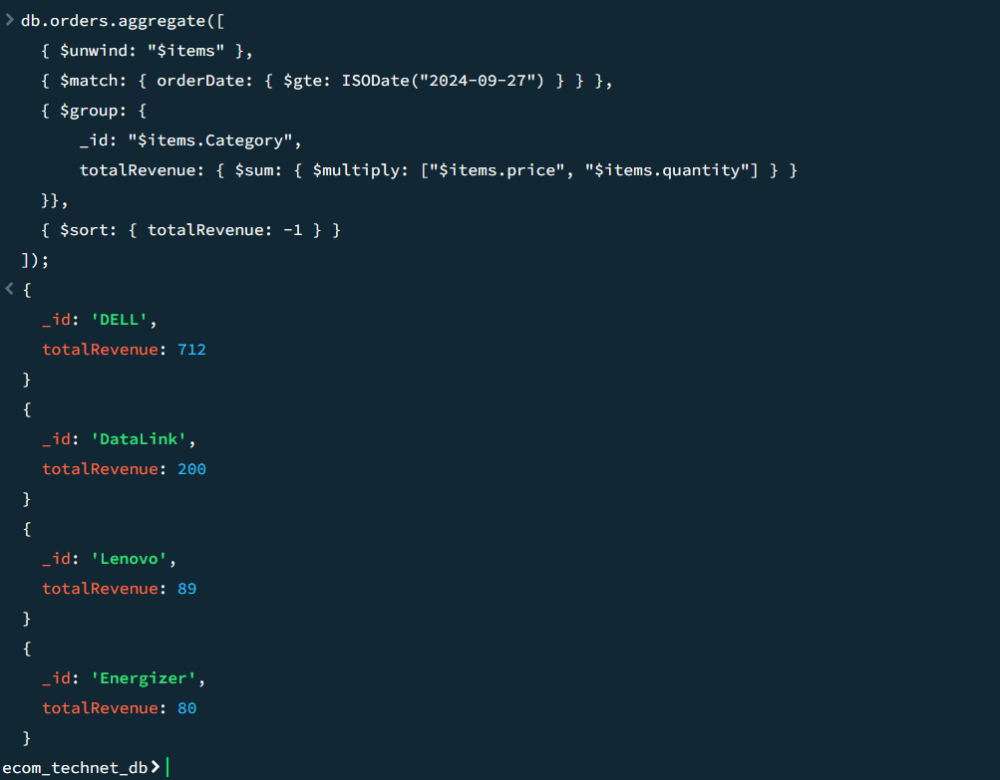 > db.orders.aggregate([
{ $unwind: "$items" },
{ $match: { orderDate: { $gte: ISODate("2024-09-27") } } },
{ $group: {
_id: "$items.Category",
totalRevenue: { $sum: { $multiply: ["$items.price", "$items.quantity"] } }
}},
{ $sort: { totalRevenue: -1 } }
]);
< {
_id: 'DELL',
totalRevenue: 712
}
{
_id: 'DataLink',
totalRevenue: 200
}
{
_id: 'Lenovo',
totalRevenue: 89
}
{
_id: 'Energizer',
totalRevenue: 80
}
ecom_technet_db>